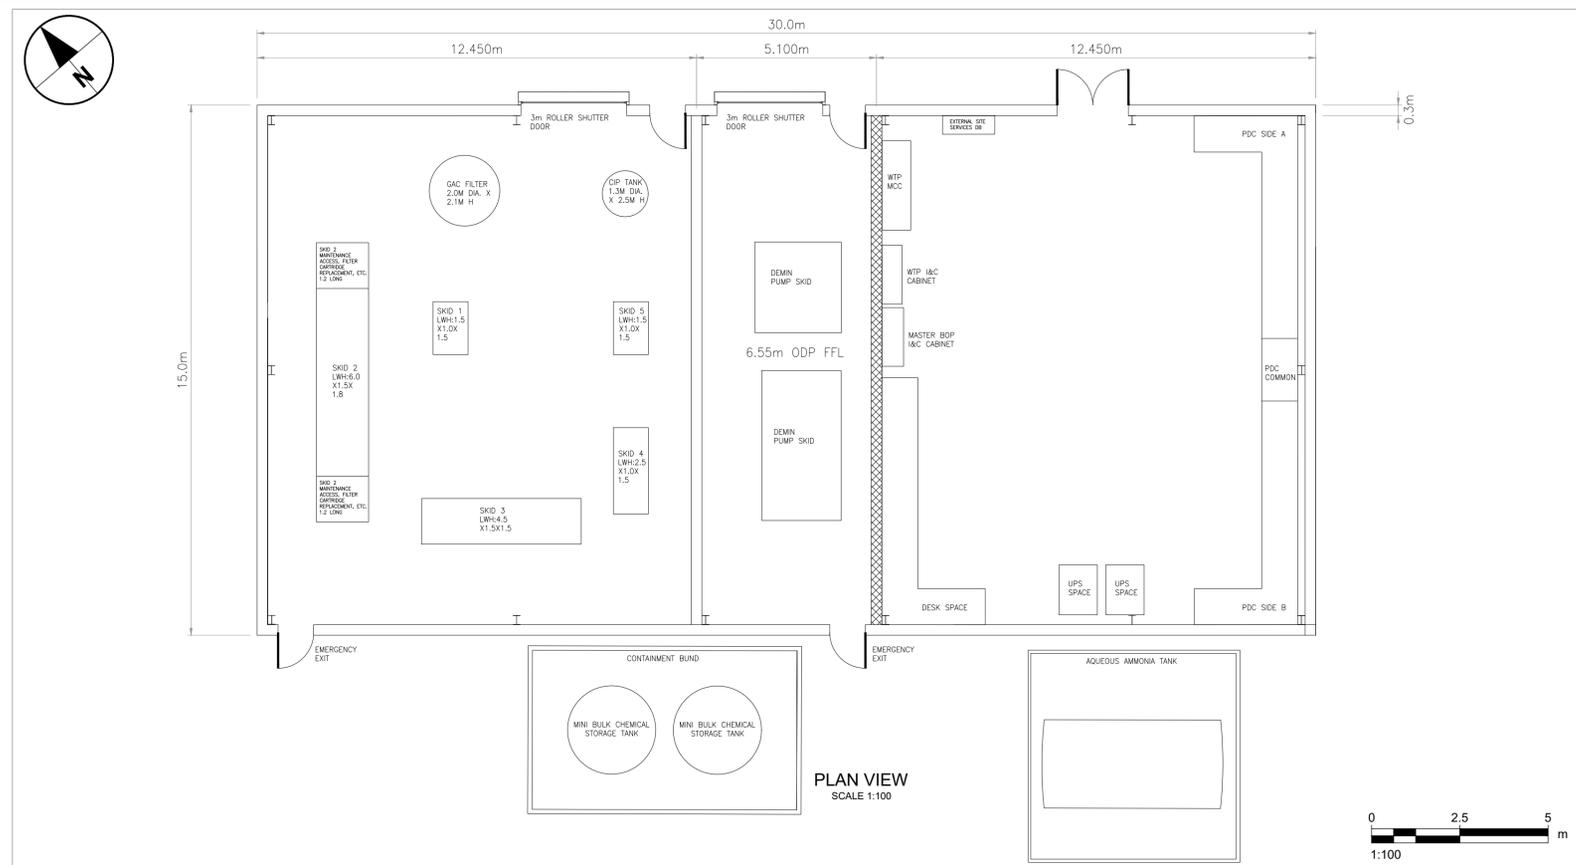 30.0m
12.450m
5.100m
12.450m
N
0.3m
15.0m
3m ROLLER SHUTTER
DOOR
3m ROLLER SHUTTER
DOOR
EXTERNAL SITE
SERVICES DB
PDC SIDE A
GAC FILTER
2.0M DIA. X
2.1M H
CIP TANK
1.3M DIA.
X 2.5M H
WTP
MCC
SKID 2
MAINTENANCE
ACCESS, FILTER
CARTRIDGE
REPLACEMENT, ETC.
1.2 LONG
DEMIN
PUMP SKID
WTP I&C
CABINET
SKID 1
LWH:1.5
X1.0X
1.5
SKID 5
LWH:1.5
X1.0X
1.5
MASTER BOP
I&C CABINET
6.55m ODP FFL
SKID 2
LWH:6.0
X1.5X
1.8
PDC
COMMON
DEMIN
PUMP SKID
SKID 4
LWH:2.5
X1.0X
1.5
SKID 2
MAINTENANCE
ACCESS, FILTER
CARTRIDGE
REPLACEMENT, ETC.
1.2 LONG
SKID 3
LWH:4.5
X1.5X1.5
UPS
SPACE
UPS
SPACE
DESK SPACE
PDC SIDE B
EMERGENCY
EXIT
EMERGENCY
EXIT
CONTAINMENT BUND
AQUEOUS AMMONIA TANK
MINI BULK CHEMICAL
STORAGE TANK
MINI BULK CHEMICAL
STORAGE TANK
PLAN VIEW
SCALE 1:100
0 2.5 5
m
1:100